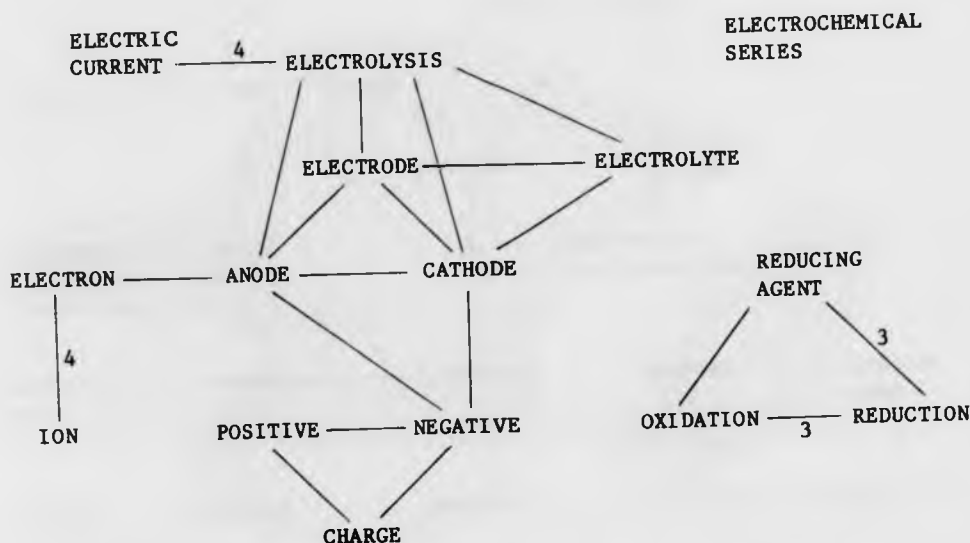 ELECTRIC
CURRENT
4
ELECTROLYSIS
ELECTROCHEMICAL
SERIES
ELECTRODE
ELECTROLYTE
ELECTRON
ANODE
CATHODE
REDUCING
AGENT
4
3
ION
POSITIVE
NEGATIVE
OXIDATION
3
REDUCTION
CHARGE